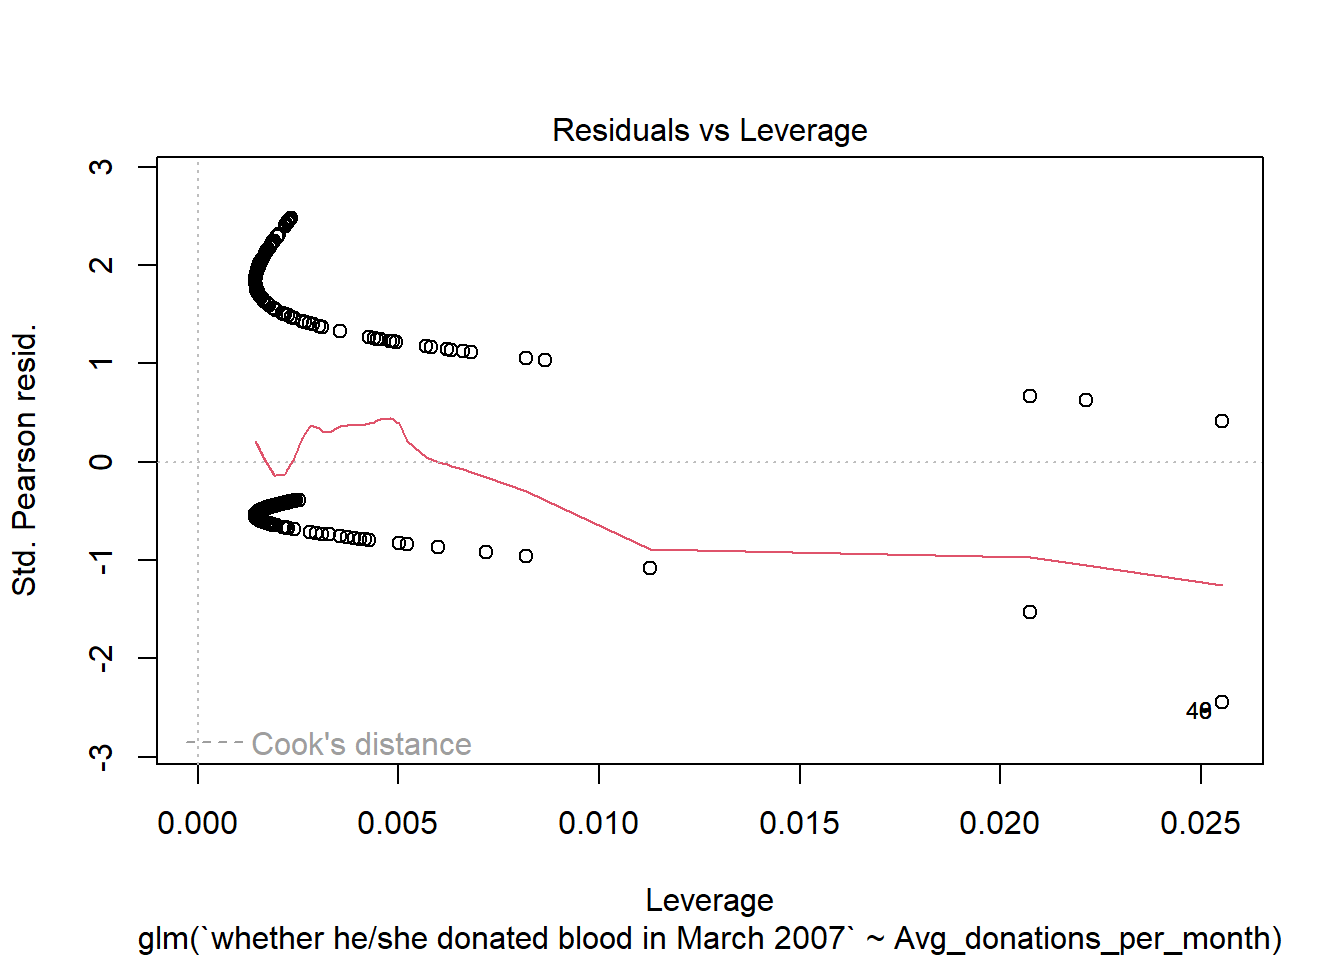 Residuals vs Leverage
Std. Pearson resid.
3
2
1
0
-1
-2
-3
Cook's distance
0.000 0.005 0.010 0.015 0.020 0.025
Leverage
glm(`whether he/she donated blood in March 2007` ~ Avg_donations_per_month)